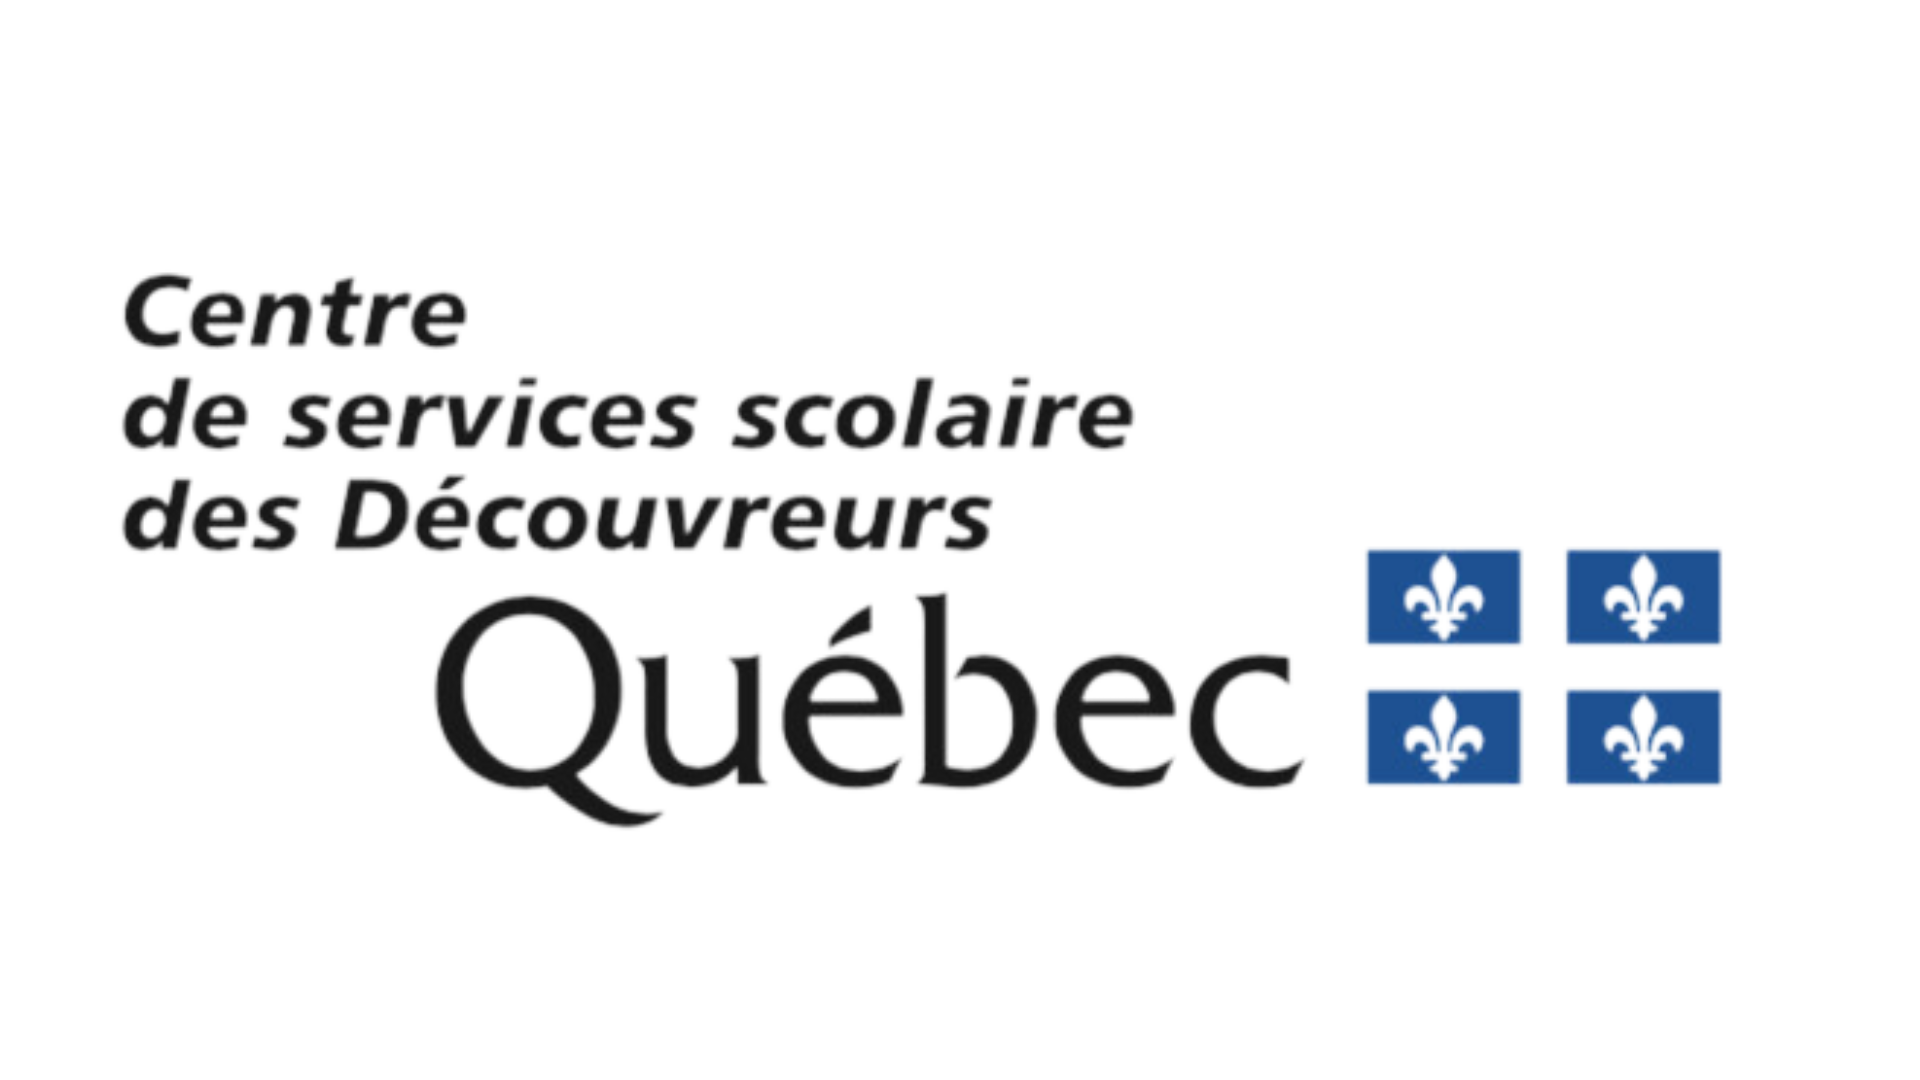 Centre
de services scolaire
des Découvreurs
Québec